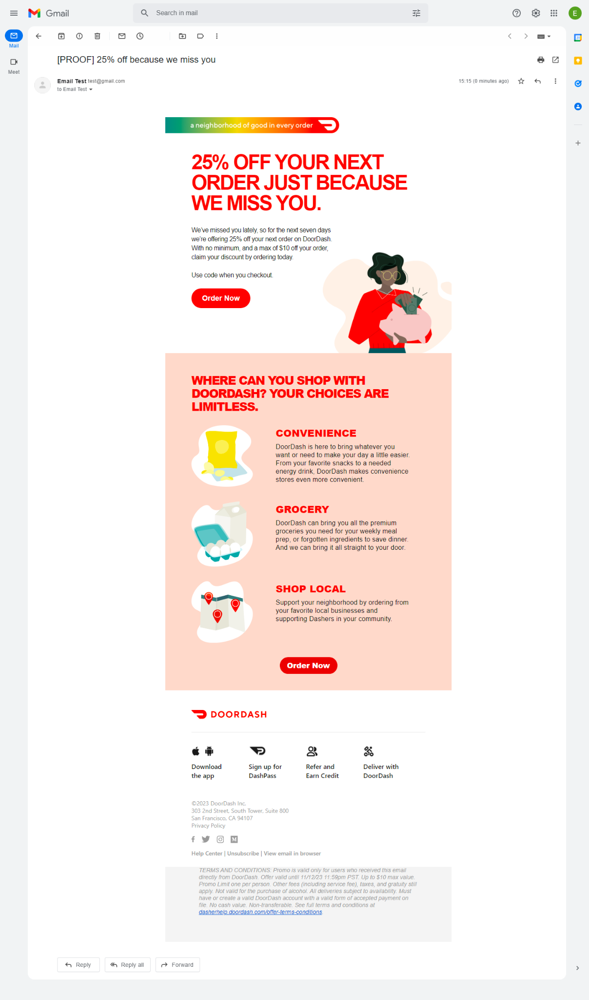 Gmail
Search in mail
E
Mail
Meet
31
[PROOF] 25% off because we miss you
Email Test test@gmail.com
15:15 (0 minutes ago)
to Email Test
a neighborhood of good in every order
25% OFF YOUR NEXT
ORDER JUST BECAUSE
WE MISS YOU.
We've missed you lately, so for the next seven days
we're offering 25% off your next order on DoorDash.
With no minimum, and a max of $10 off your order,
claim your discount by ordering today.
Use code when you checkout.
Order Now
WHERE CAN YOU SHOP WITH
DOORDASH? YOUR CHOICES ARE
LIMITLESS.
CONVENIENCE
DoorDash is here to bring whatever you
want or need to make your day a little easier.
From your favorite snacks to a needed
energy drink, DoorDash makes convenience
stores even more convenient.
GROCERY
DoorDash can bring you all the premium
groceries you need for your weekly meal
prep, or forgotten ingredients to save dinner.
And we can bring it all straight to your door.
SHOP LOCAL
Support your neighborhood by ordering from
your favorite local businesses and
supporting Dashers in your community.
Order Now
DOORDASH
Download
the app
Sign up for
DashPass
Refer and
Earn Credit
Deliver with
DoorDash
©2023 DoorDash Inc.
303 2nd Street, South Tower, Suite 800
San Francisco, CA 94107
Privacy Policy
Help Center | Unsubscribe | View email in browser
TERMS AND CONDITIONS: Promo is valid only for users who received this email
directly from DoorDash. Offer valid until 11/12/23 11:59pm PST. Up to $10 max value.
Promo Limit one per person. Other fees (including service fee), taxes, and gratuity still
apply. Not valid for the purchase of alcohol. All deliveries subject to availability. Must
have or create a valid DoorDash account with a valid form of accepted payment on
file. No cash value. Non-transferable. See full terms and conditions at
dasherhelp.doordash.com/offer-terms-conditions.
Reply
Reply all
Forward